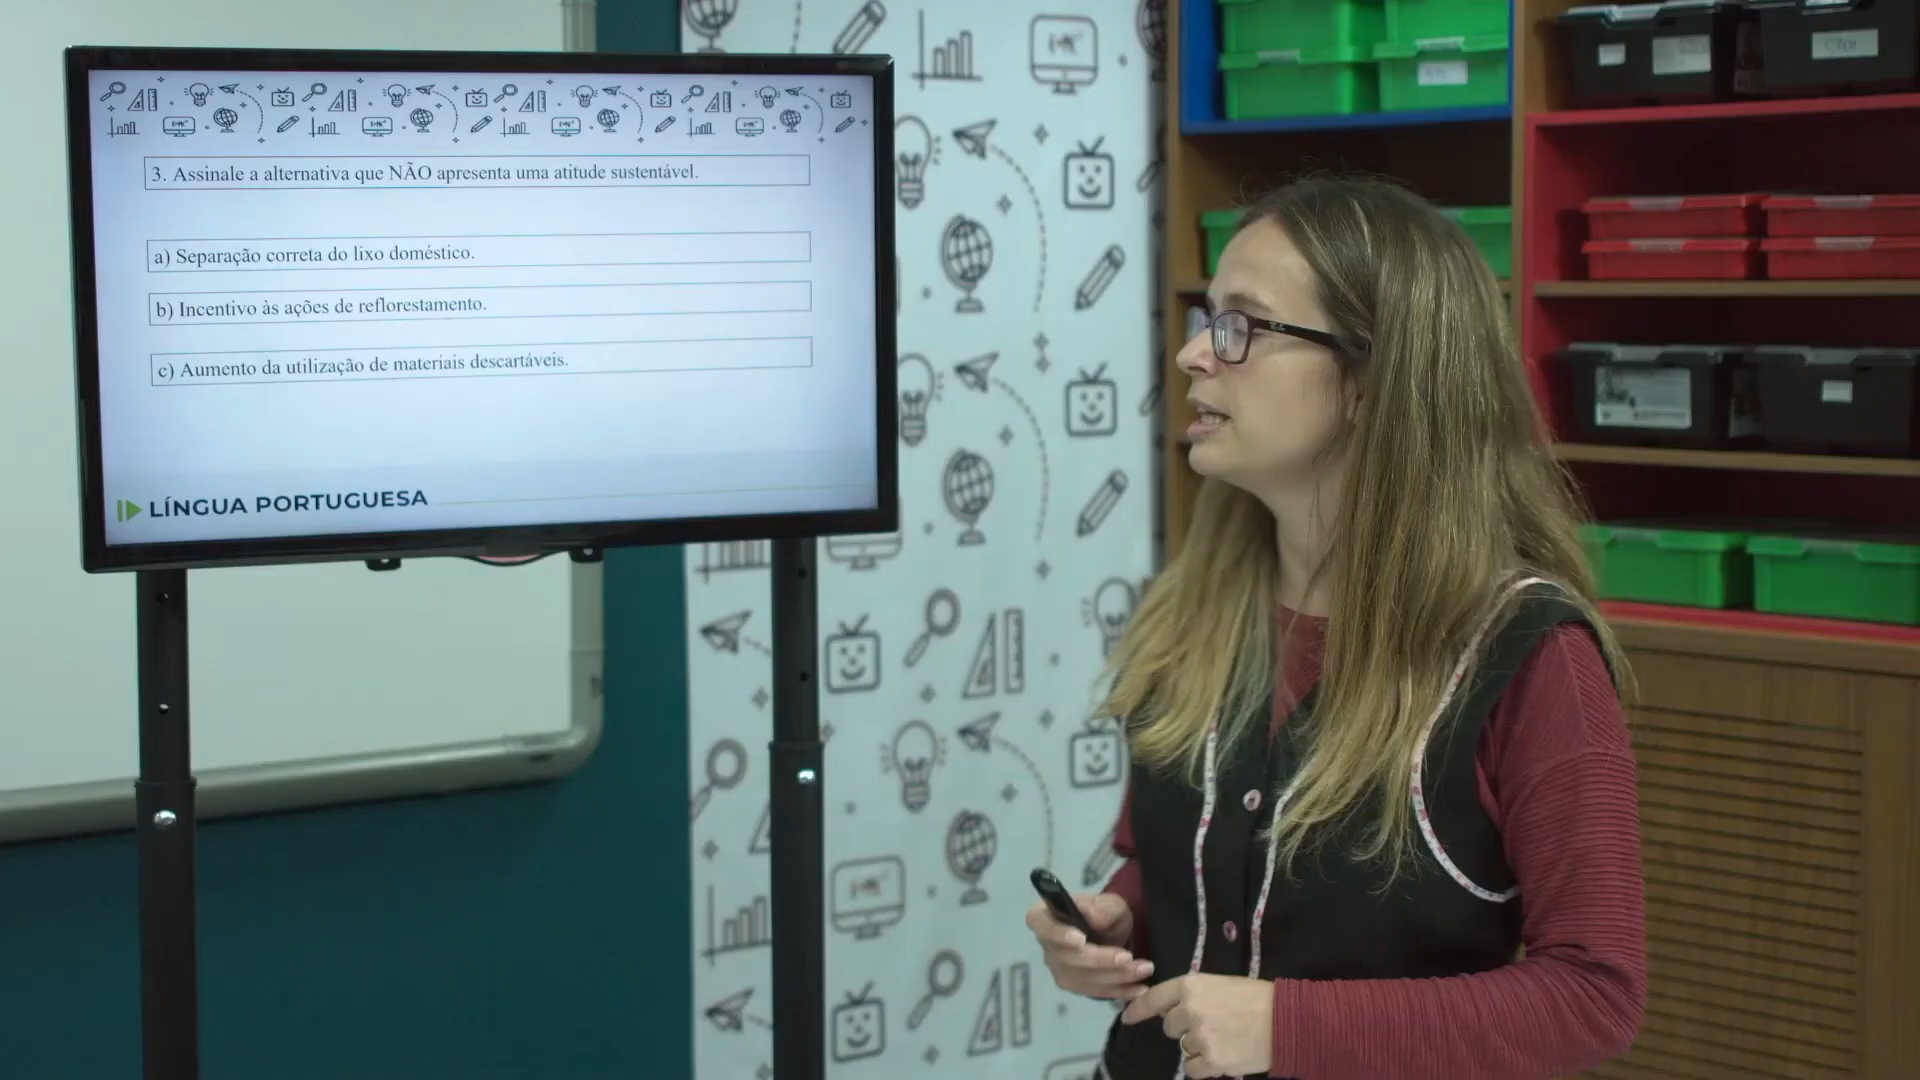 3. Assinale a alternativa que NÃO apresenta uma atitude sustentável.
a) Separação correta do lixo doméstico.
b) Incentivo às ações de reflorestamento.
c) Aumento da utilização de materiais descartáveis.
LÍNGUA PORTUGUESA